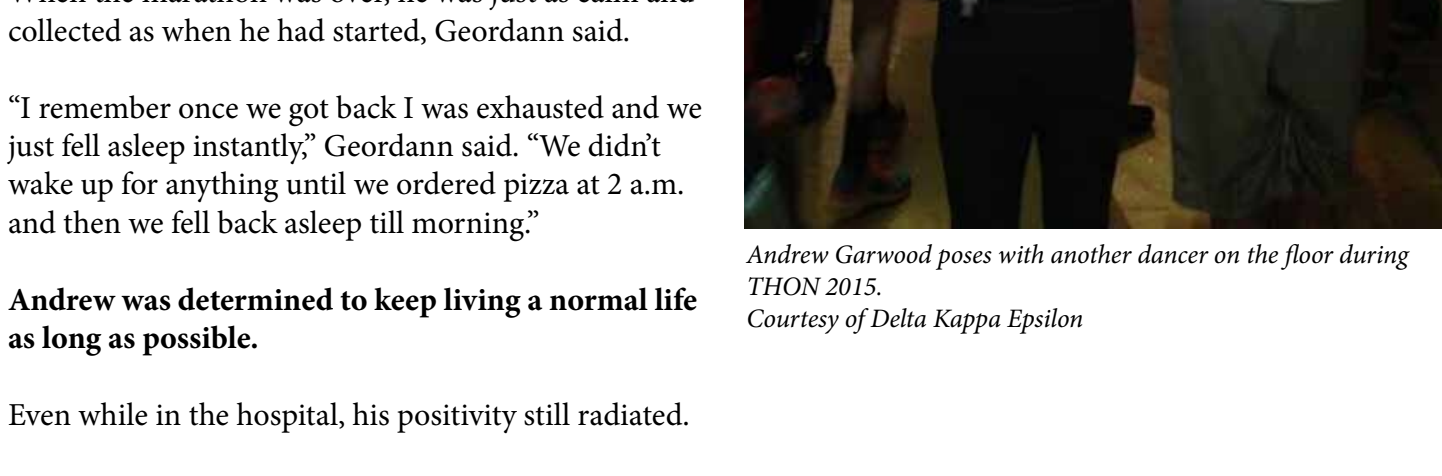 When the marathon was over, he was just as calm and
collected as when he had started, Geordann said.
“I remember once we got back I was exhausted and we
just fell asleep instantly,” Geordann said. “We didn’t
wake up for anything until we ordered pizza at 2 a.m.
and then we fell back asleep till morning.”
Andrew was determined to keep living a normal life
as long as possible.
Even while in the hospital, his positivity still radiated.
Andrew Garwood poses with another dancer on the floor during
THON 2015.
Courtesy of Delta Kappa Epsilon